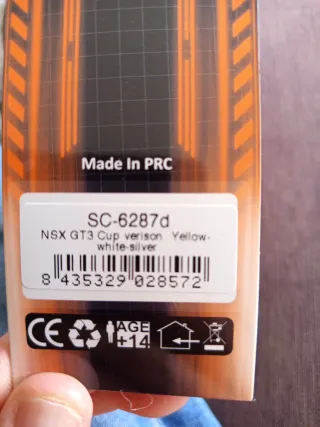 Made In PRC
SC-6287d
NSX GT3 Cup verison Yellow-
white-silver
8 435329 028572
CE AGE
+14